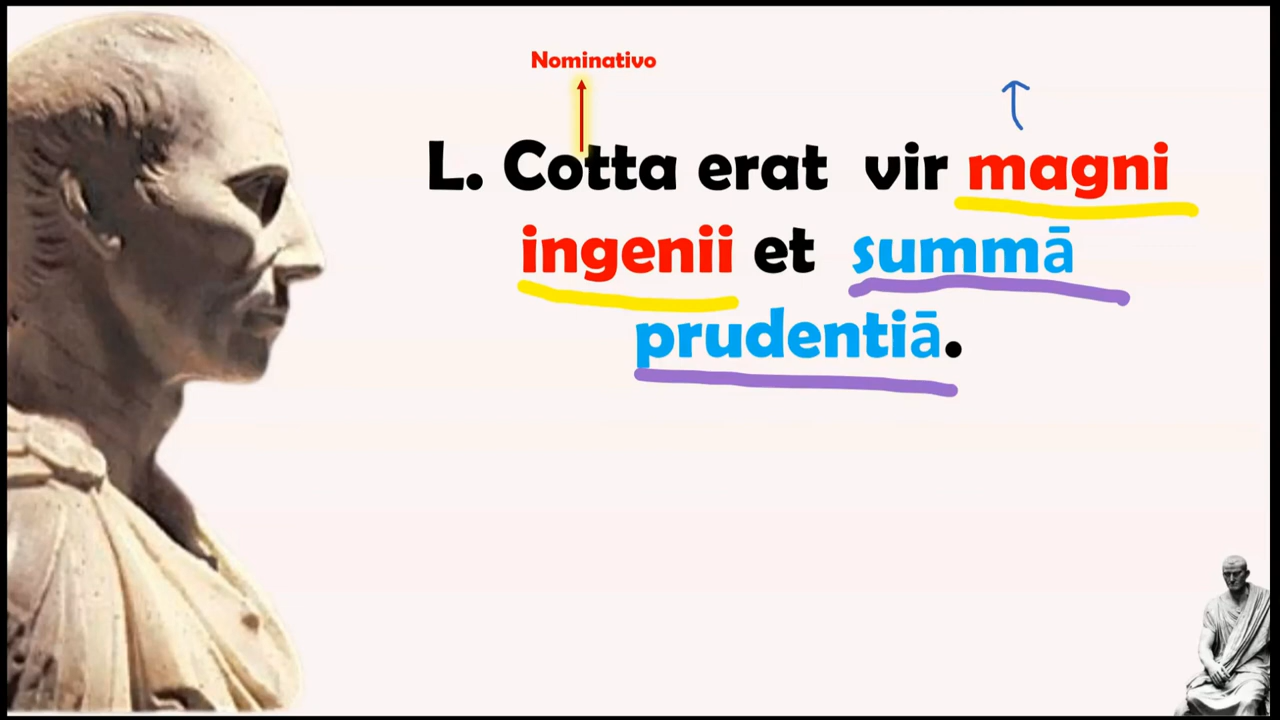 Nominativo
L. Cotta erat vir magni
ingenii et summā
prudentiā.